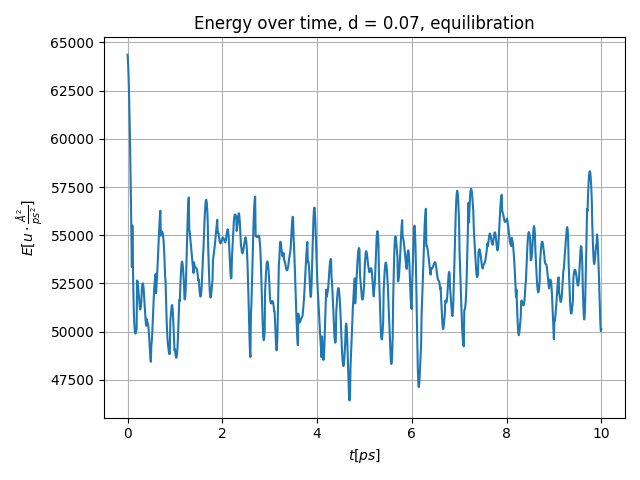 Energy over time, d = 0.07, equilibration
E[u · Å²/ps²]
65000
62500
60000
57500
55000
52500
50000
47500
0 2 4 6 8 10
t[ps]